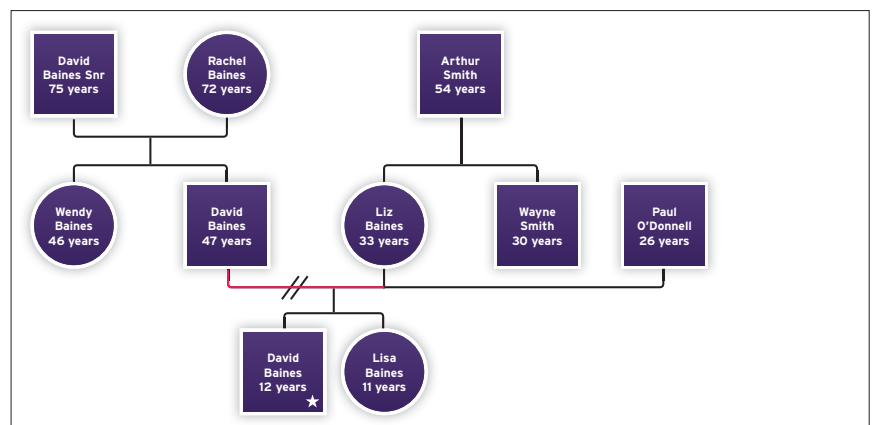 David
Baines Snr
75 years
Rachel
Baines
72 years
Arthur
Smith
54 years
Wendy
Baines
46 years
David
Baines
47 years
Liz
Baines
33 years
Wayne
Smith
30 years
Paul
O'Donnell
26 years
David
Baines
12 years
Lisa
Baines
11 years